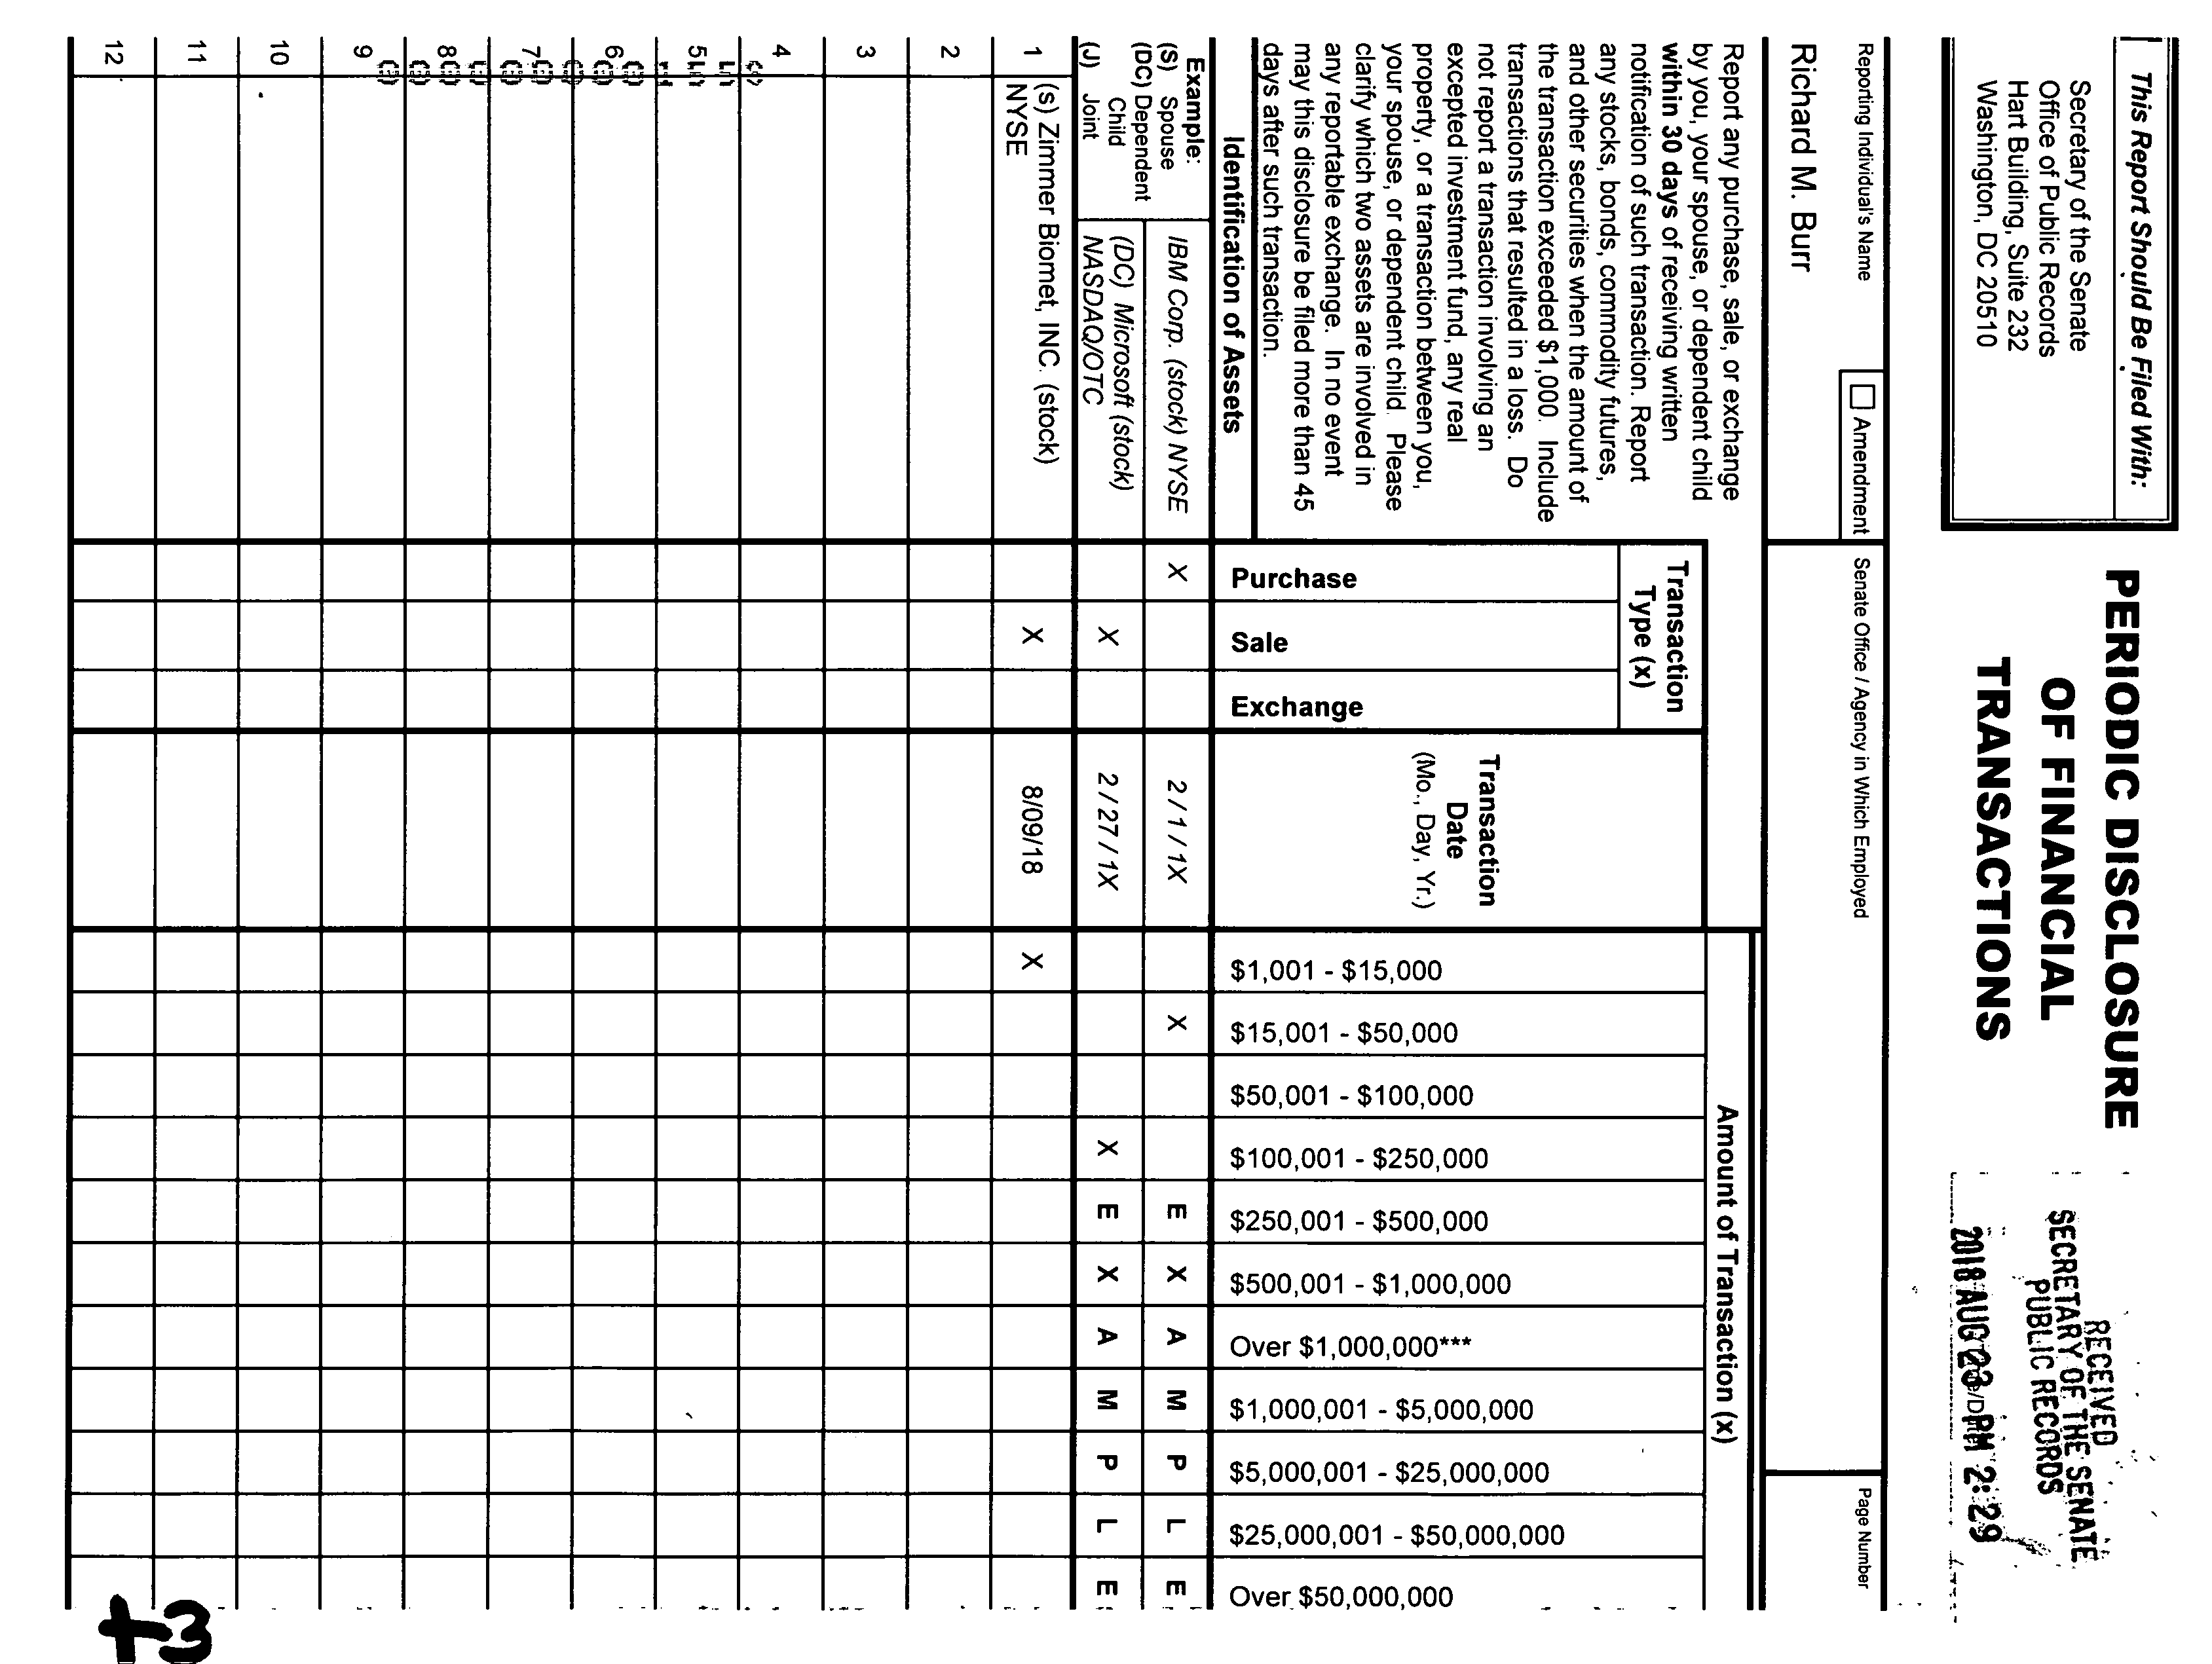 This Report Should Be Filed With:
Secretary of the Senate
Office of Public Records
Hart Building, Suite 232
Washington, DC 20510
PERIODIC DISCLOSURE
OF FINANCIAL
TRANSACTIONS
RECEIVED
SECRETARY OF THE SENATE
PUBLIC RECORDS
2018 AUG 23 PM 2:29
Reporting Individual's Name
Amendment
Senate Office / Agency in Which Employed
Page Number
Richard M. Burr
Report any purchase, sale, or exchange
by you, your spouse, or dependent child
within 30 days of receiving written
notification of such transaction. Report
any stocks, bonds, commodity futures,
and other securities when the amount of
the transaction exceeded $1,000. Include
transactions that resulted in a loss. Do
not report a transaction involving an
excepted investment fund, any real
property, or a transaction between you,
your spouse, or dependent child. Please
clarify which two assets are involved in
any reportable exchange. In no event
may this disclosure be filed more than 45
days after such transaction.
Identification of Assets
Transaction
Type (x)
Purchase
Sale
Exchange
Transaction
Date
(Mo., Day, Yr.)
Amount of Transaction (x)
$1,001 - $15,000
$15,001 - $50,000
$50,001 - $100,000
$100,001 - $250,000
$250,001 - $500,000
$500,001 - $1,000,000
Over $1,000,000***
$1,000,001 - $5,000,000
$5,000,001 - $25,000,000
$25,000,001 - $50,000,000
Over $50,000,000
Example:
(S) Spouse
(DC) Dependent
Child
(J) Joint
IBM Corp. (stock) NYSE X 2 / 1 / 1X X E X A M P L E
(DC) Microsoft (stock)
NASDAQ/OTC X 2 / 27 / 1X X E X A M P L E
1 (s) Zimmer Biomet, INC. (stock)
NYSE X 8/09/18 X
2
3
4
5
6
7
8
9
10
11
12
+3